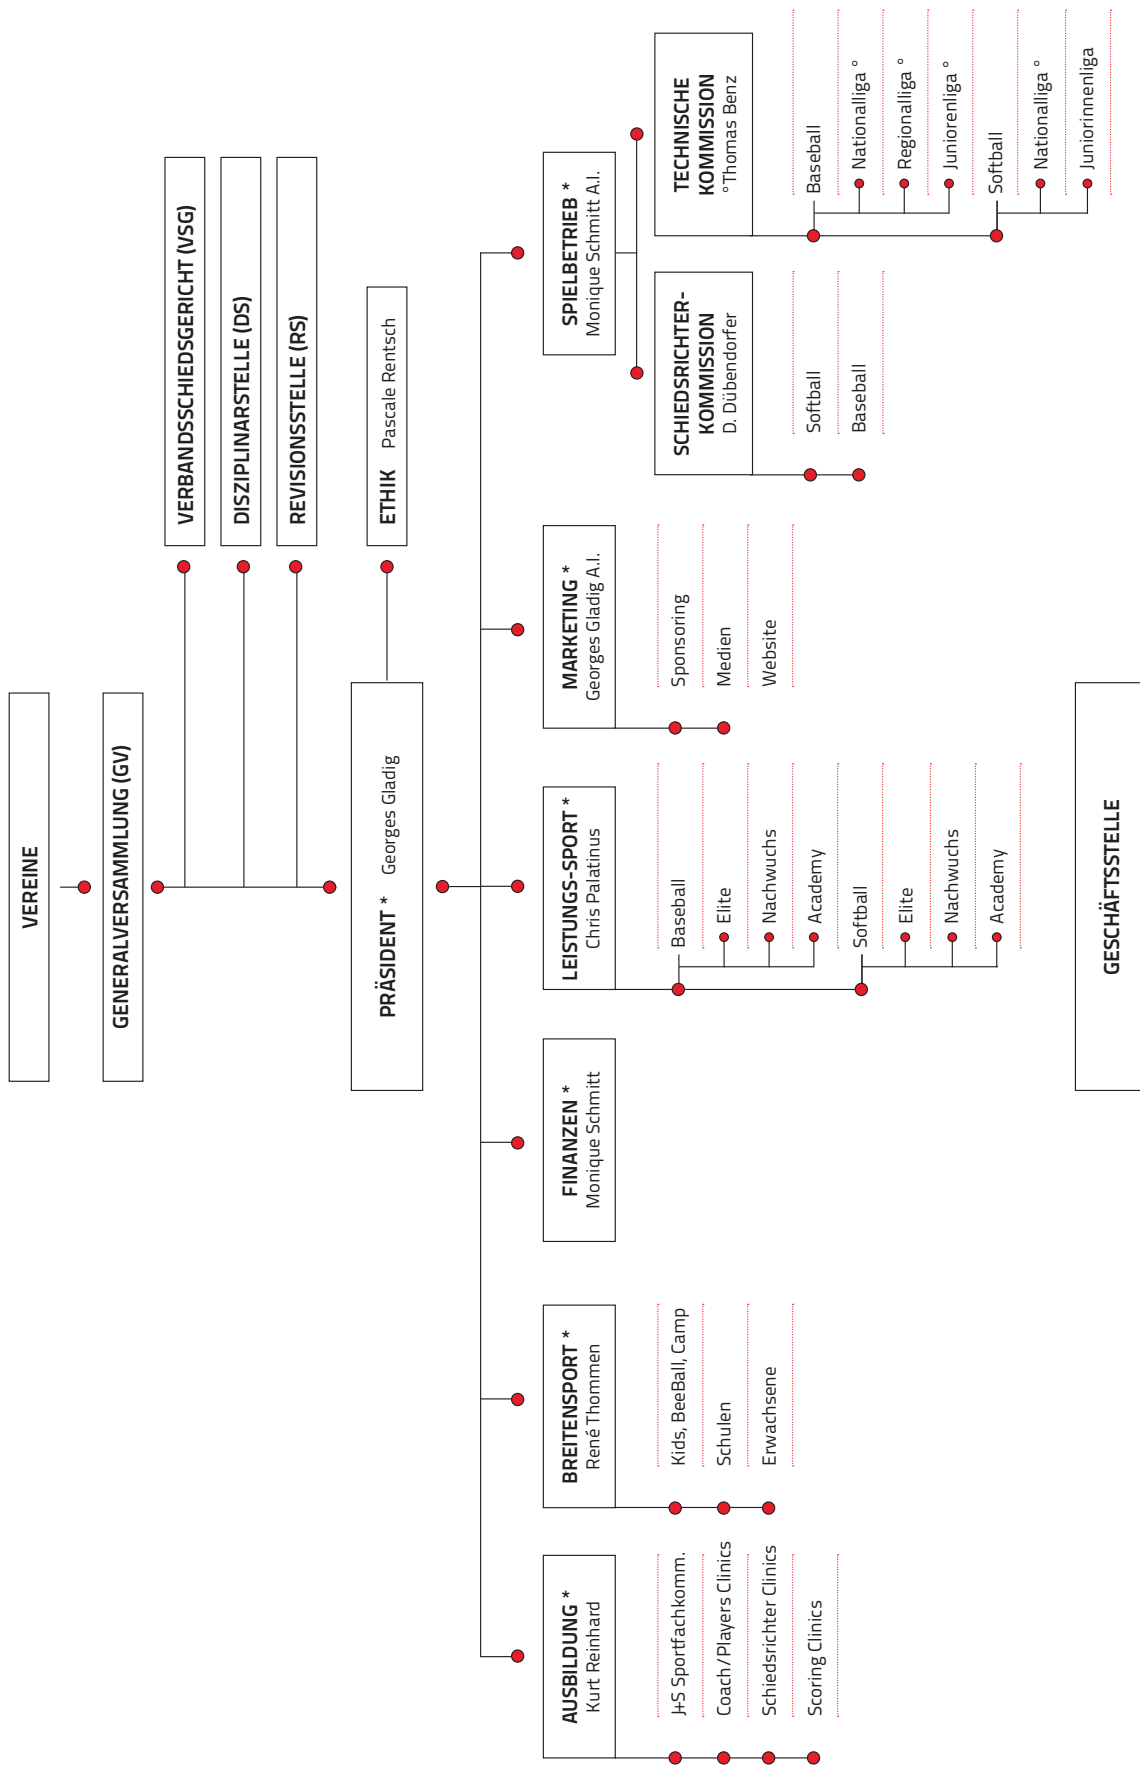 VEREINE
GENERALVERSAMMLUNG (GV)
VERBANDSSCHIEDSGERICHT (VSG)
DISZIPLINARSTELLE (DS)
REVISIONSSTELLE (RS)
PRÄSIDENT * Georges Gladig
ETHIK Pascale Rentsch
AUSBILDUNG *
Kurt Reinhard
J+S Sportfachkomm.
Coach/Players Clinics
Schiedsrichter Clinics
Scoring Clinics
BREITENSPORT *
René Thommen
Kids, BeeBall, Camp
Schulen
Erwachsene
FINANZEN *
Monique Schmitt
LEISTUNGS-SPORT *
Chris Palatinus
Baseball
Elite
Nachwuchs
Academy
Softball
Elite
Nachwuchs
Academy
MARKETING *
Georges Gladig A.I.
Sponsoring
Medien
Website
SPIELBETRIEB *
Monique Schmitt A.I.
SCHIEDSRICHTER-
KOMMISSION
D. Dübendorfer
Softball
Baseball
TECHNISCHE
KOMMISSION
°Thomas Benz
Baseball
Nationalliga °
Regionalliga °
Juniorenliga °
Softball
Nationalliga °
Juniorinnenliga
GESCHÄFTSSTELLE